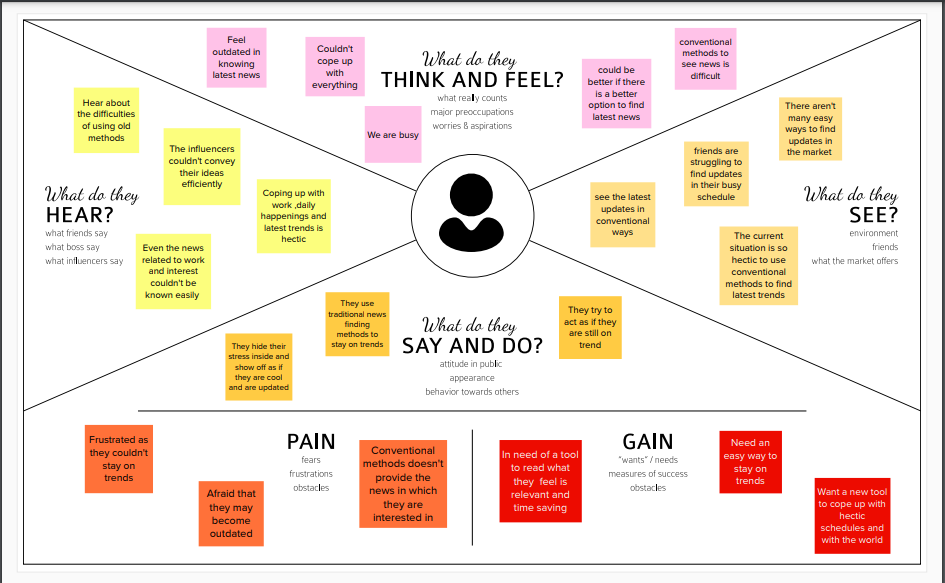 What do they
THINK AND FEEL?
what really counts
major preoccupations
worries & aspirations
Feel
outdated in
knowing
latest news
Couldn't
cope up
with
everything
We are busy
could be
better if there
is a better
option to find
latest news
conventional
methods to
see news is
difficult
What do they
HEAR?
what friends say
what boss say
what influencers say
Hear about
the difficulties
of using old
methods
The influencers
couldn't convey
their ideas
efficiently
Coping up with
work ,daily
happenings and
latest trends is
hectic
Even the news
related to work
and interest
couldn't be
known easily
What do they
SEE?
environment
friends
what the market offers
There aren't
many easy
ways to find
updates in
the market
friends are
struggling to
find updates
in their busy
schedule
see the latest
updates in
conventional
ways
The current
situation is so
hectic to use
conventional
methods to find
latest trends
What do they
SAY AND DO?
attitude in public
appearance
behavior towards others
They use
traditional news
finding
methods to
stay on trends
They hide their
stress inside and
show off as if
they are cool
and are updated
They try to
act as if they
are still on
trend
PAIN
fears
frustrations
obstacles
Frustrated as
they couldn't
stay on
trends
Afraid that
they may
become
outdated
Conventional
methods doesn't
provide the
news in which
they are
interested in
GAIN
"wants" / needs
measures of success
obstacles
In need of a tool
to read what
they feel is
relevant and
time saving
Need an
easy way to
stay on
trends
Want a new tool
to cope up with
hectic
schedules and
with the world